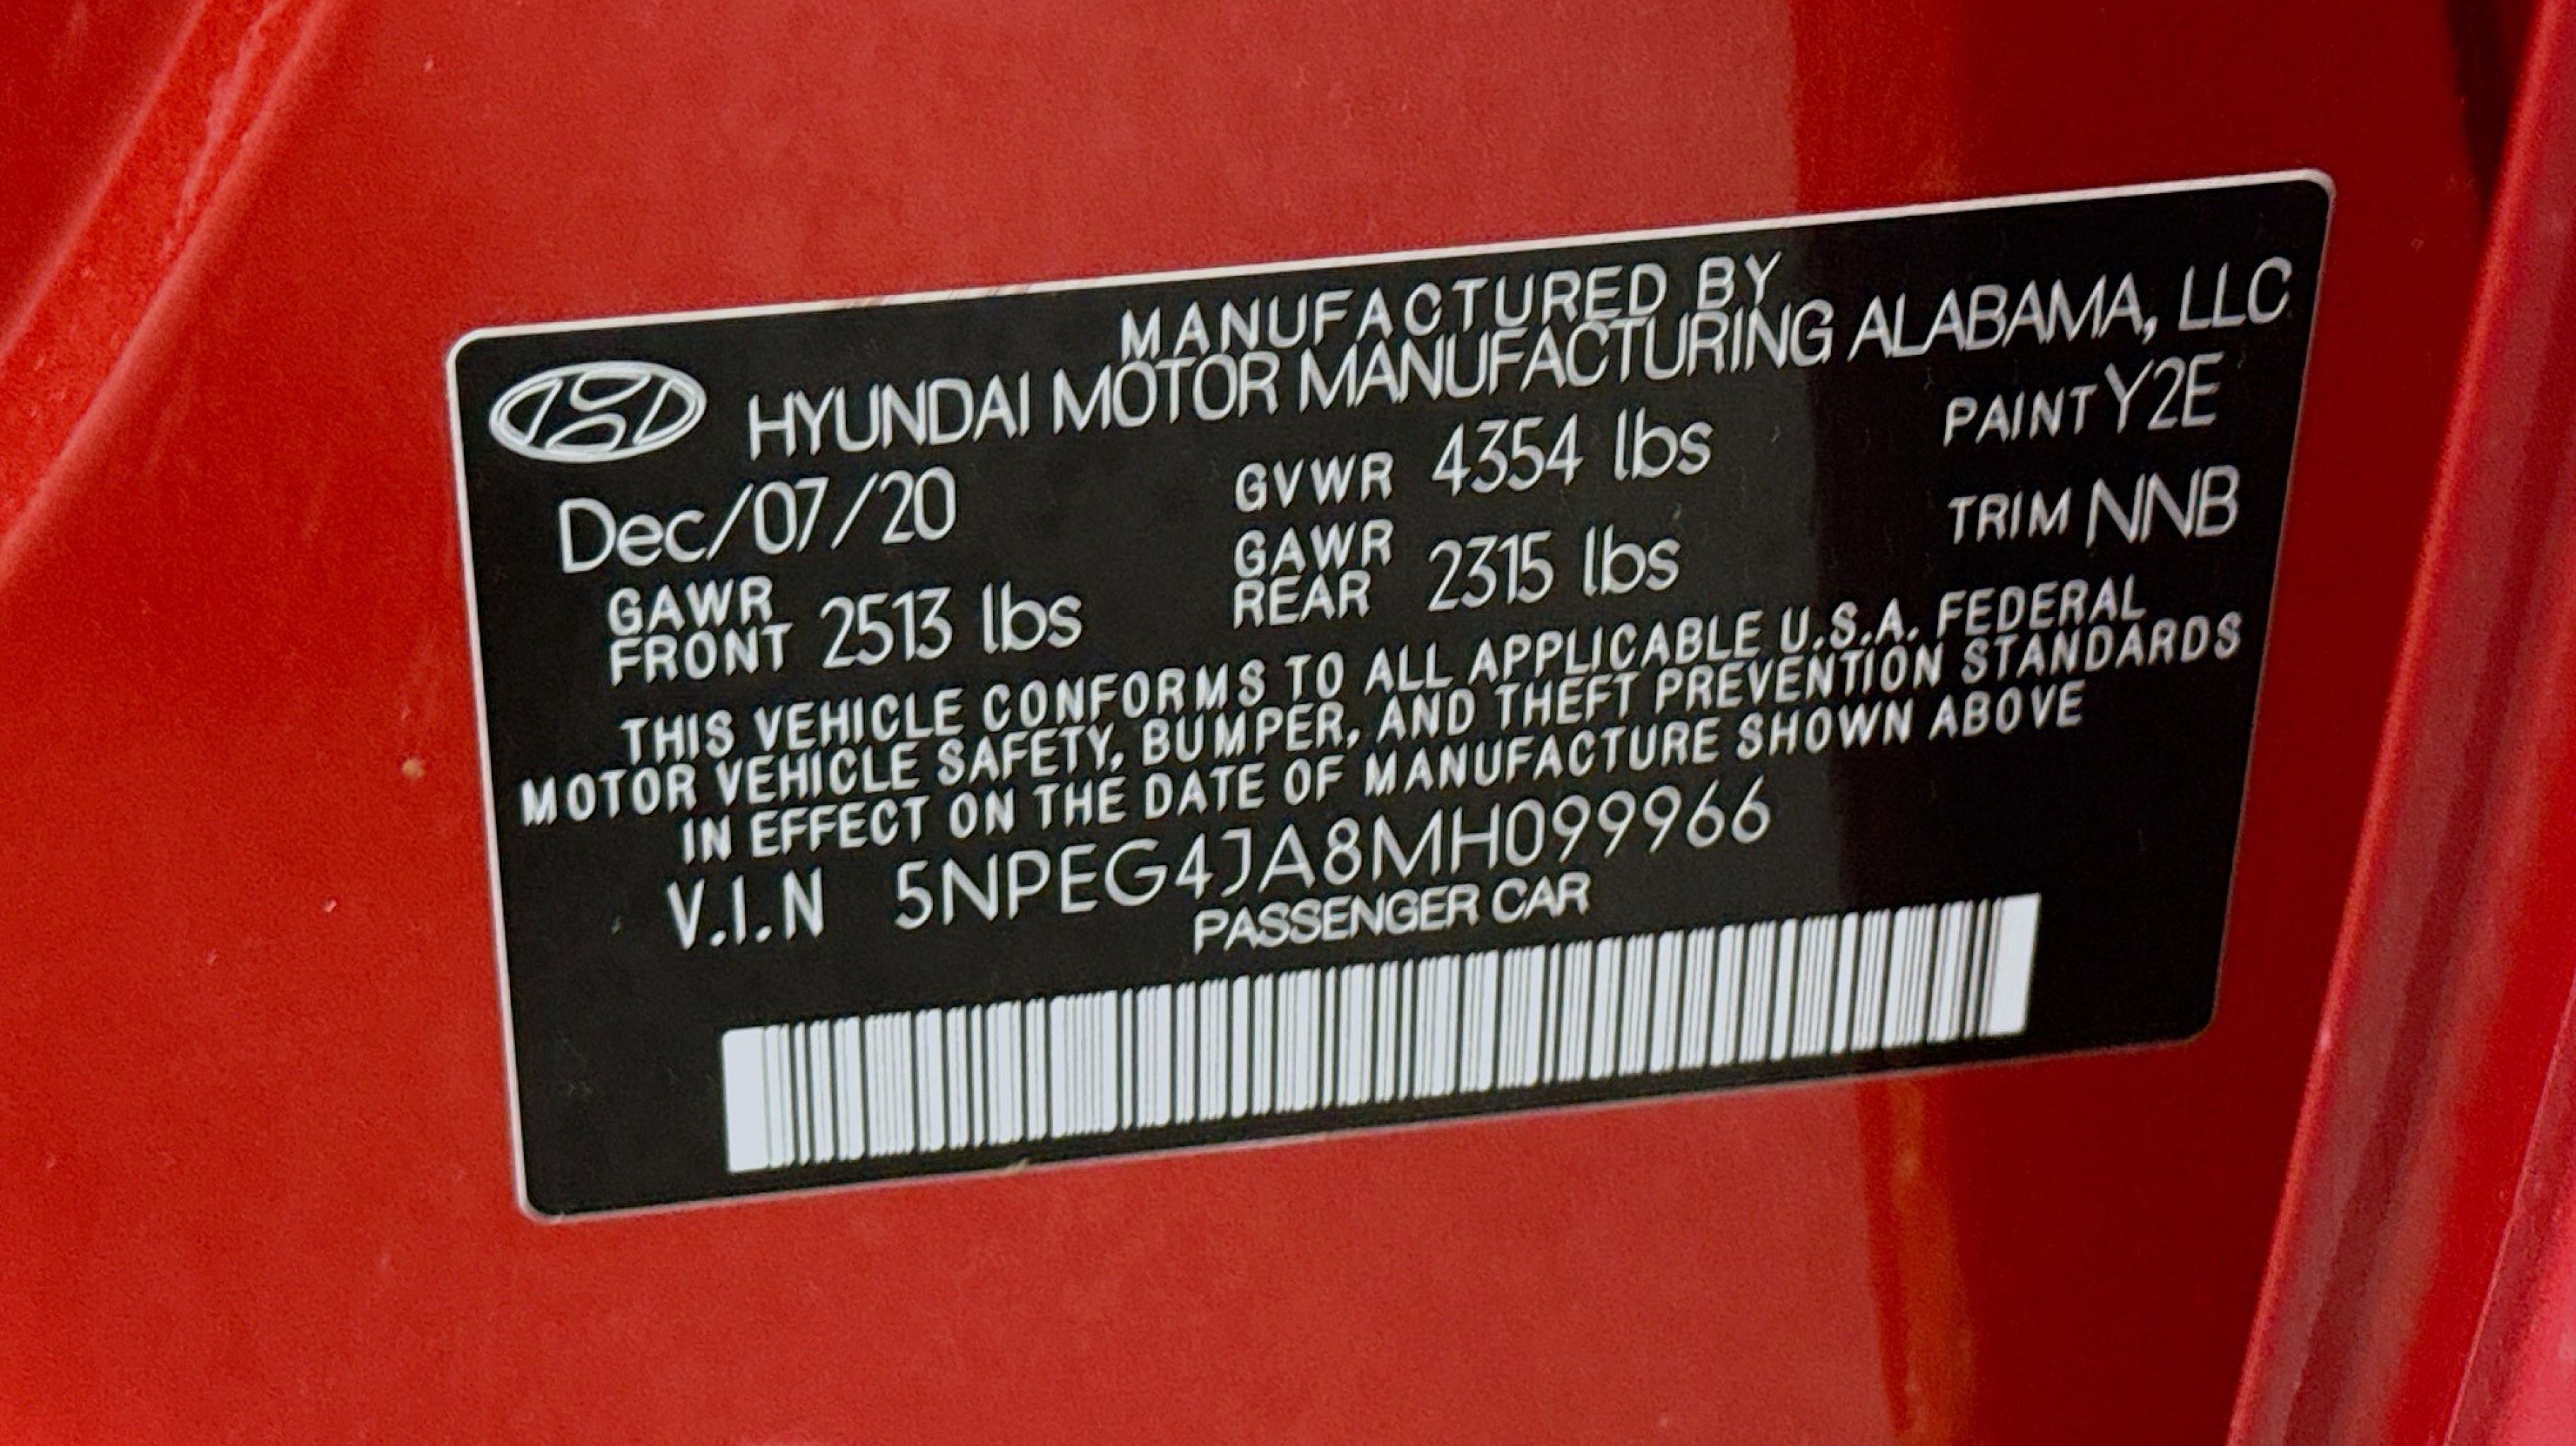 MANUFACTURED BY
HYUNDAI MOTOR MANUFACTURING ALABAMA, LLC
Dec/07/20 GVWR 4354 lbs PAINT Y2E
GAWR FRONT 2513 lbs GAWR REAR 2315 lbs TRIM NNB
THIS VEHICLE CONFORMS TO ALL APPLICABLE U.S.A. FEDERAL
MOTOR VEHICLE SAFETY, BUMPER, AND THEFT PREVENTION STANDARDS
IN EFFECT ON THE DATE OF MANUFACTURE SHOWN ABOVE
V.I.N 5NPEG4JA8MH099966
PASSENGER CAR